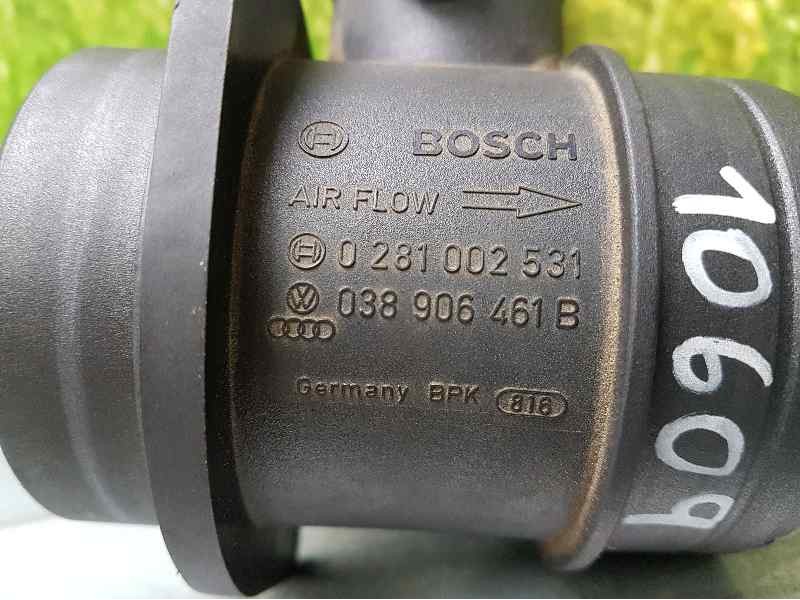 BOSCH
AIR FLOW
0 281 002 531
038 906 461 B
Germany BPK 816
10609